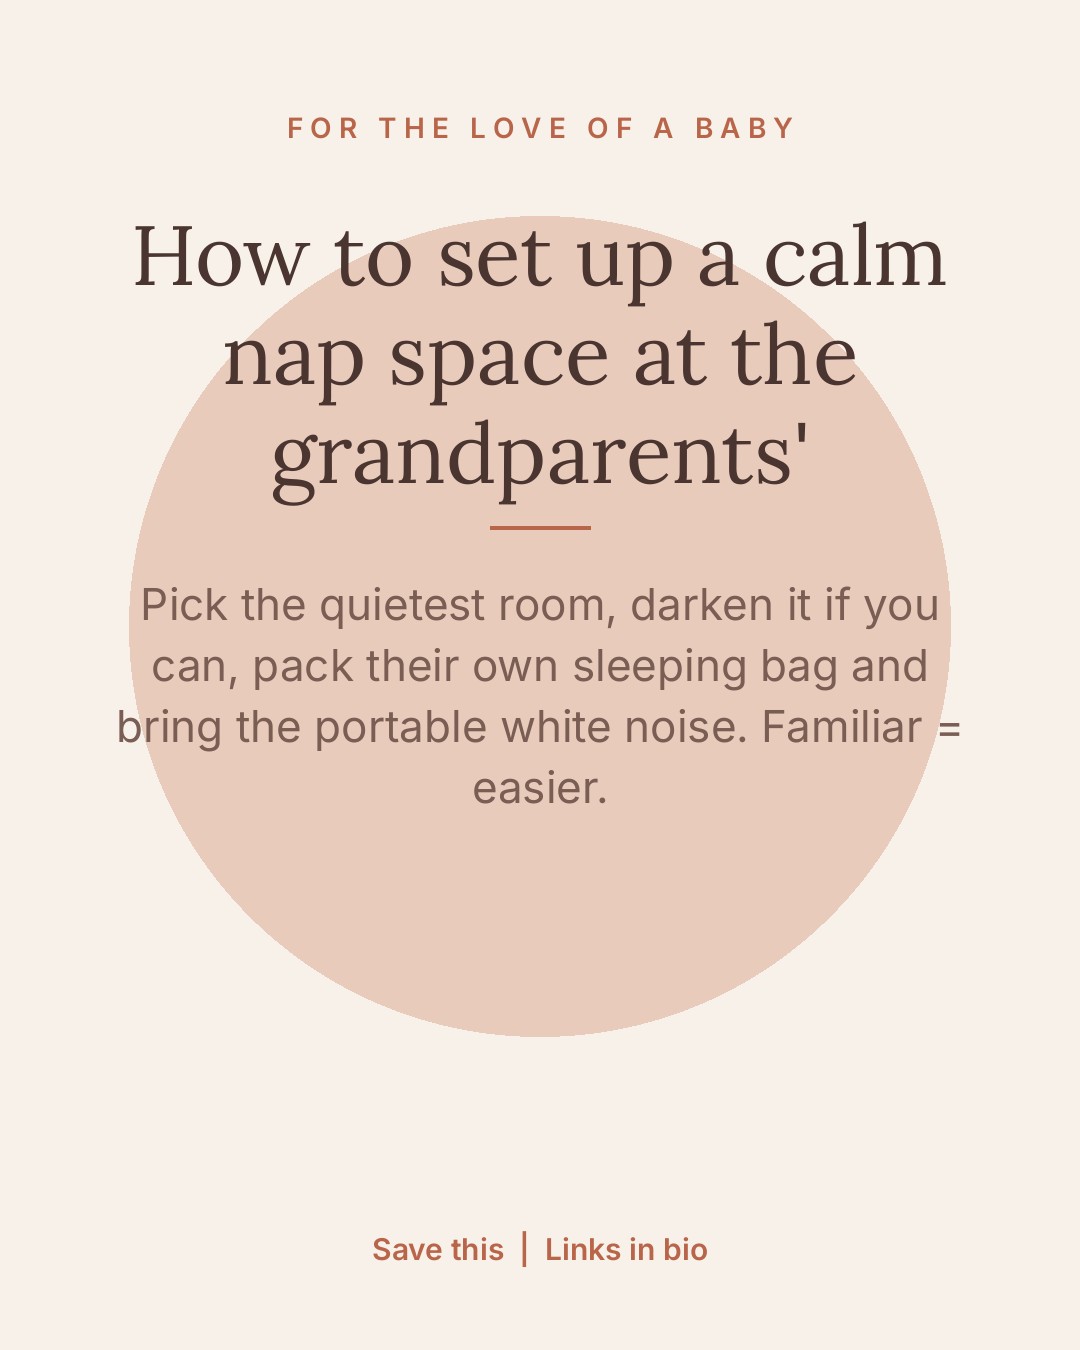 FOR THE LOVE OF A BABY
How to set up a calm
nap space at the
grandparents'
Pick the quietest room, darken it if you
can, pack their own sleeping bag and
bring the portable white noise. Familiar =
easier.
Save this | Links in bio